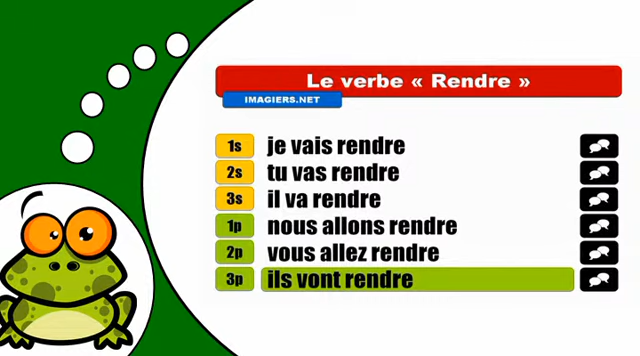 Le verbe « Rendre »
IMAGIERS.NET
1s je vais rendre
2s tu vas rendre
3s il va rendre
1p nous allons rendre
2p vous allez rendre
3p ils vont rendre